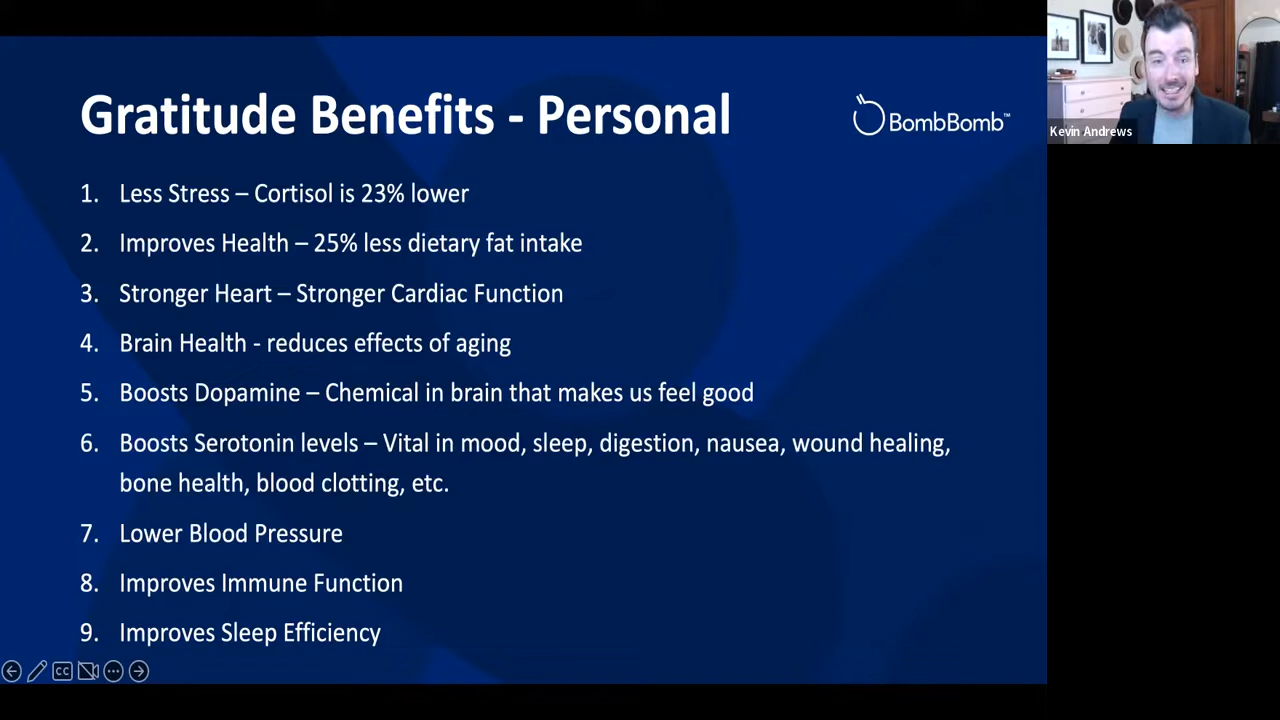 Gratitude Benefits - Personal
BombBomb™
Kevin Andrews
1. Less Stress – Cortisol is 23% lower
2. Improves Health – 25% less dietary fat intake
3. Stronger Heart – Stronger Cardiac Function
4. Brain Health - reduces effects of aging
5. Boosts Dopamine – Chemical in brain that makes us feel good
6. Boosts Serotonin levels – Vital in mood, sleep, digestion, nausea, wound healing,
bone health, blood clotting, etc.
7. Lower Blood Pressure
8. Improves Immune Function
9. Improves Sleep Efficiency
CC